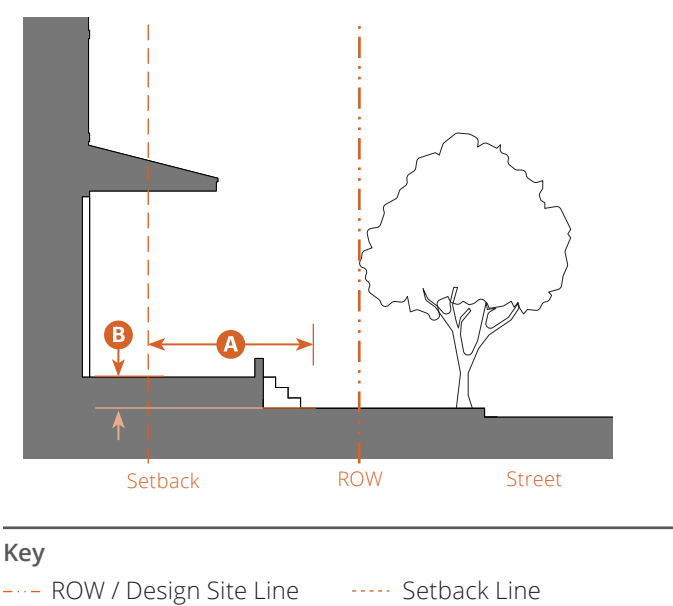 B
A
Setback ROW Street
Key
ROW / Design Site Line Setback Line